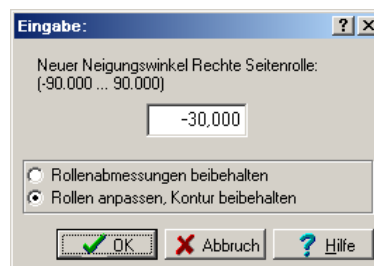 Eingabe:
Neuer Neigungswinkel Rechte Seitenrolle:
(-90.000 ... 90.000)
-30,000
Rollenabmessungen beibehalten
Rollen anpassen, Kontur beibehalten
OK Abbruch Hilfe